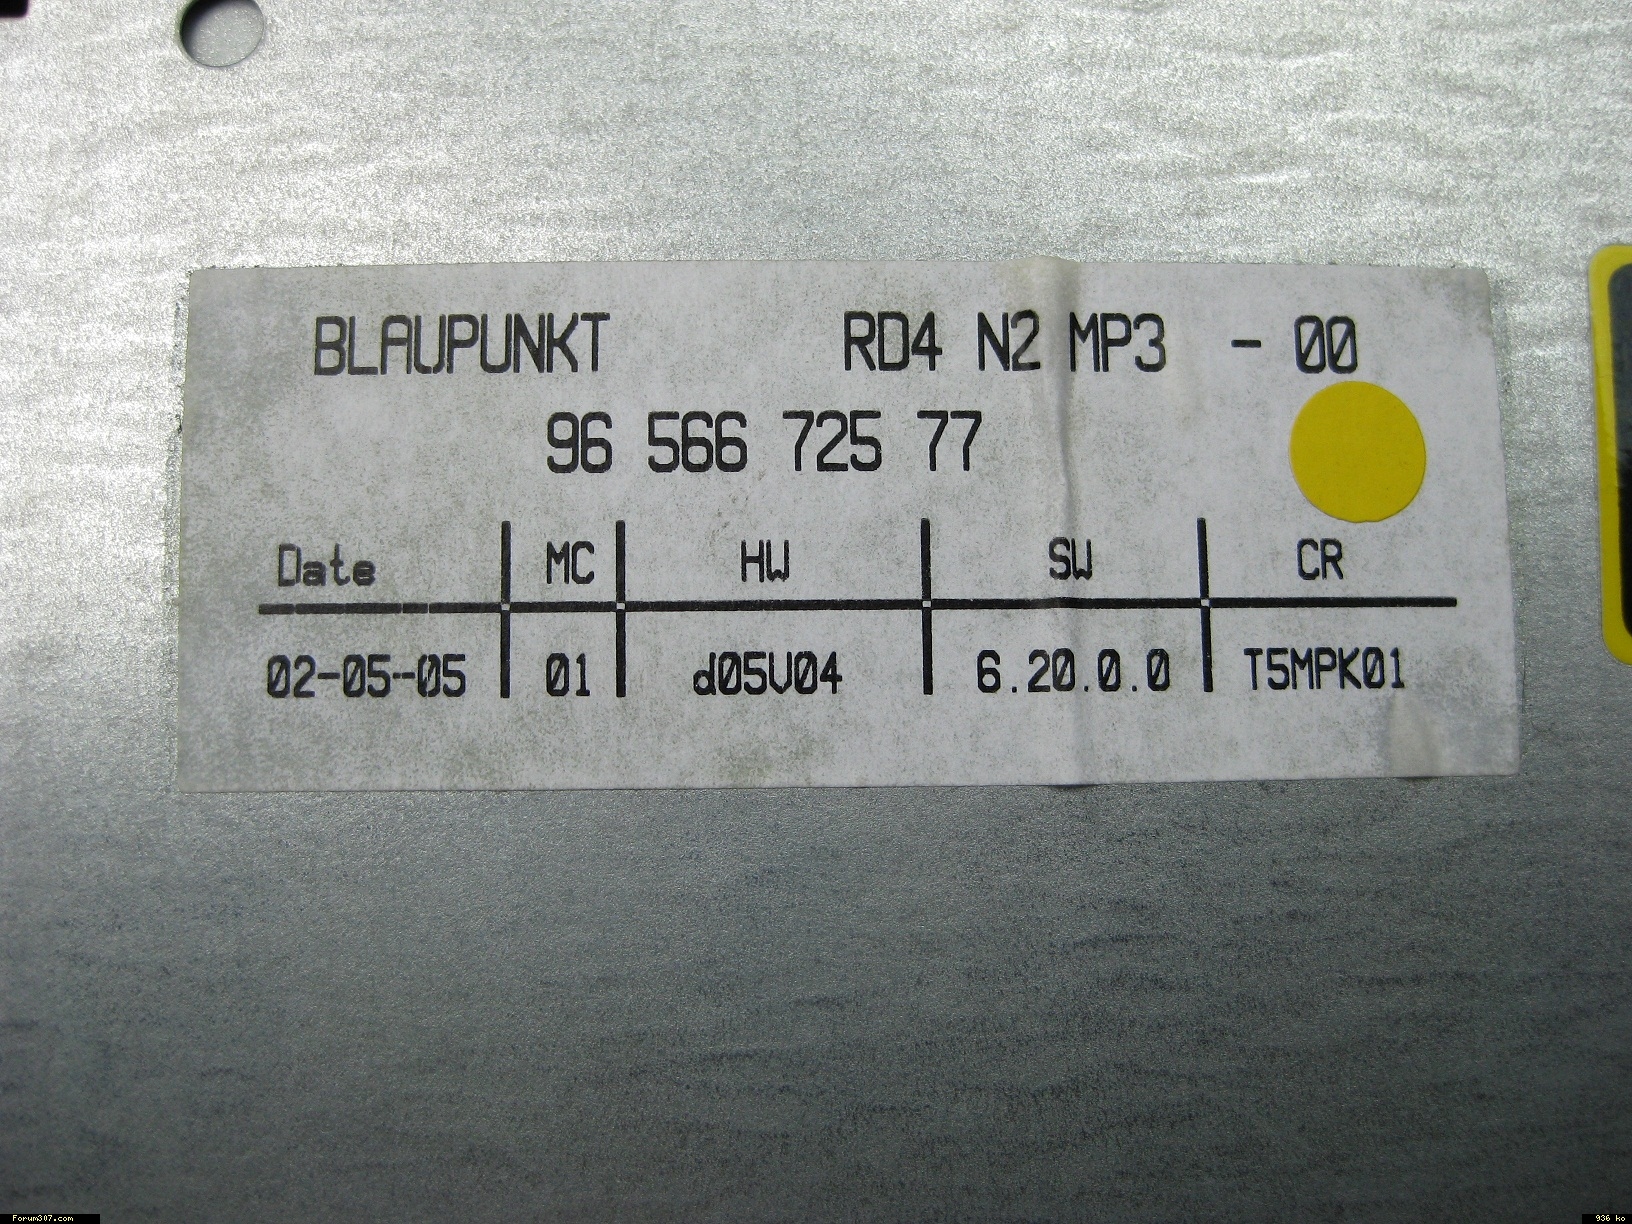 BLAUPUNKT RD4 N2 MP3 - 00
96 566 725 77
Date MC HW SW CR
02-05-05 01 d05V04 6.20.0.0 T5MPK01
Forum307.com 936 ko